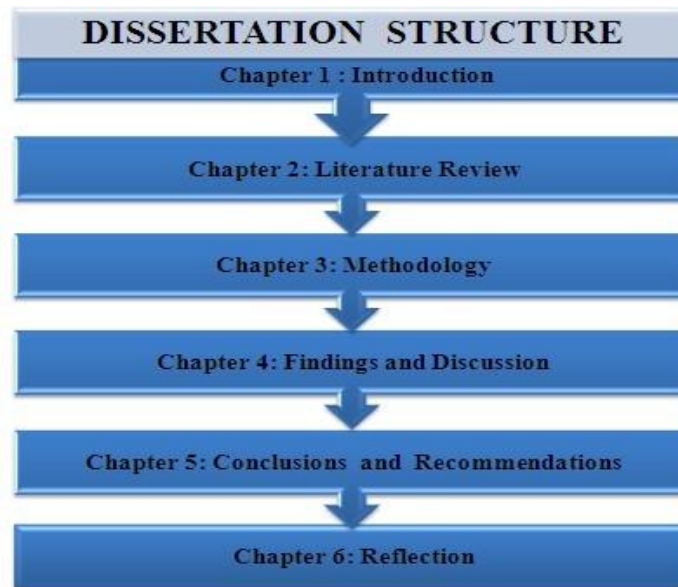 DISSERTATION STRUCTURE
Chapter 1 : Introduction
Chapter 2: Literature Review
Chapter 3: Methodology
Chapter 4: Findings and Discussion
Chapter 5: Conclusions and Recommendations
Chapter 6: Reflection